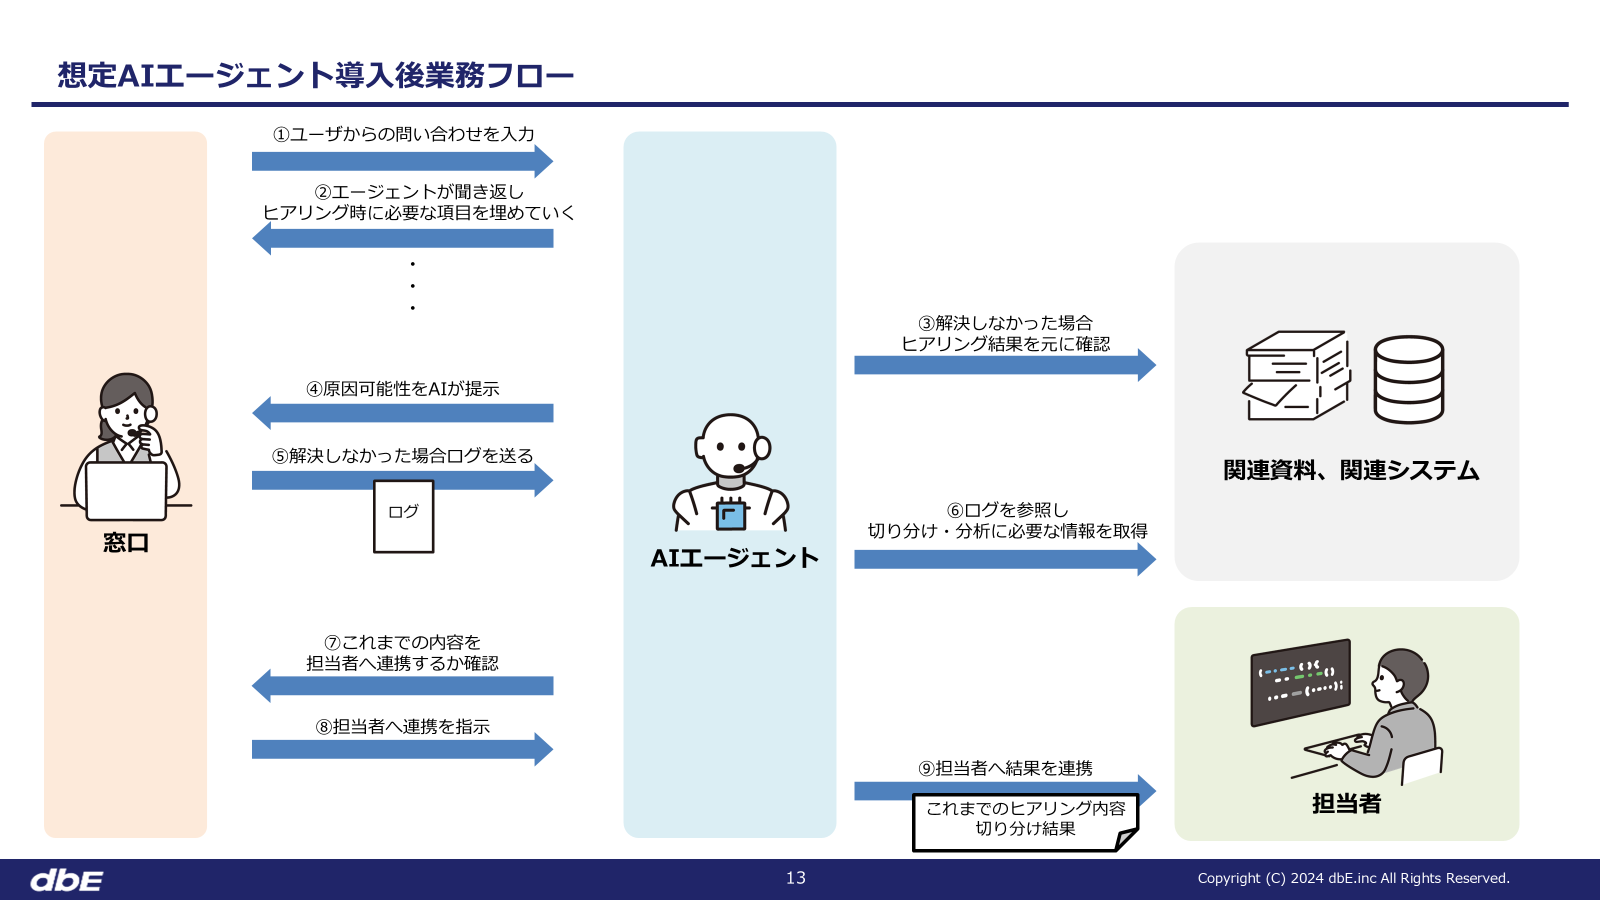 想定AIエージェント導入後業務フロー
①ユーザからの問い合わせを入力
②エージェントが聞き返し
ヒアリング時に必要な項目を埋めていく
・
・
・
③解決しなかった場合
ヒアリング結果を元に確認
④原因可能性をAIが提示
⑤解決しなかった場合ログを送る
ログ
窓口
AIエージェント
関連資料、関連システム
⑥ログを参照し
切り分け・分析に必要な情報を取得
⑦これまでの内容を
担当者へ連携するか確認
⑧担当者へ連携を指示
⑨担当者へ結果を連携
これまでのヒアリング内容
切り分け結果
担当者
dbE
13
Copyright (C) 2024 dbE.inc All Rights Reserved.